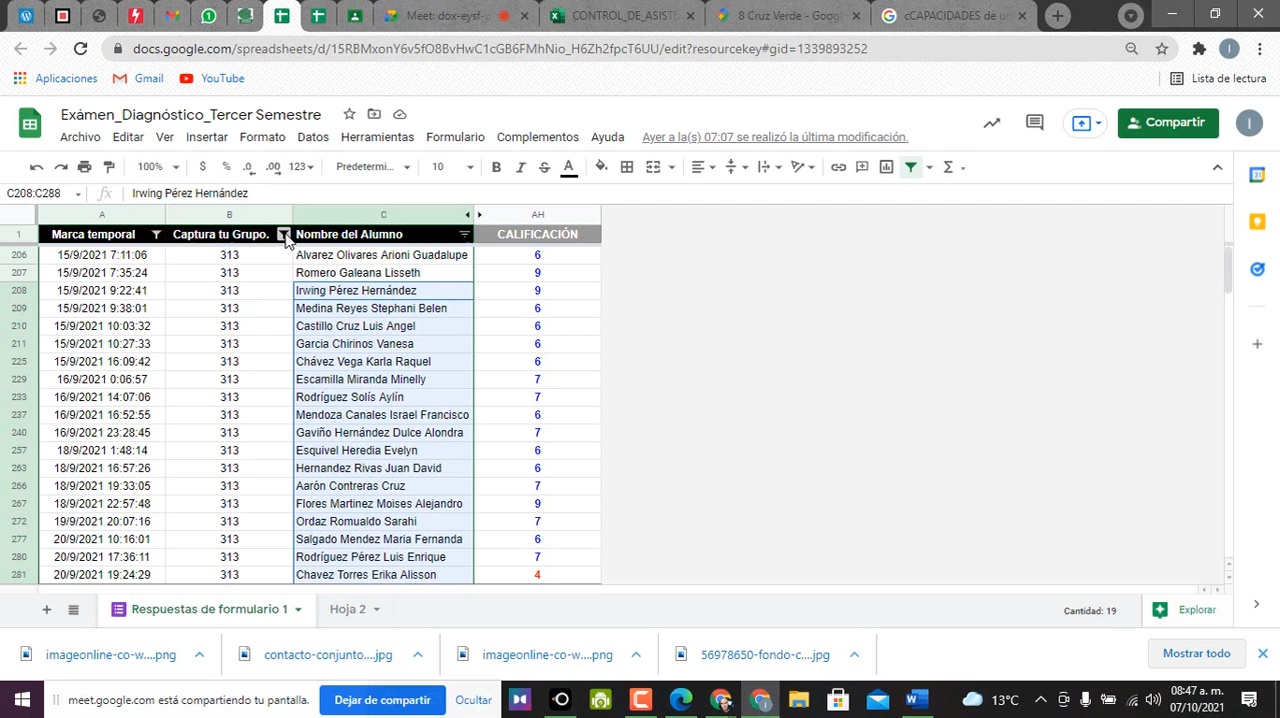 Meet: dox-eysf-p
CONTROL_DE_ASIST
8 Cruz Verde - Goog
cCAPACIDADES de u
docs.google.com/spreadsheets/d/15RBMxonY6v5fO8BvHwC1cGB6FMhNio_H6Zh2fpcT6UU/edit?resourcekey#gid=1339893252
Aplicaciones Gmail YouTube Lista de lectura
Exámen_Diagnóstico_Tercer Semestre
Archivo Editar Ver Insertar Formato Datos Herramientas Formulario Complementos Ayuda Ayer a la(s) 07:07 se realizó la última modificación.
Compartir
100% $ % .0 .00 123 Predetermi... 10 B I S A Σ
C208:C288 fx Irwing Pérez Hernández
A B C AH
1 Marca temporal Captura tu Grupo. Nombre del Alumno CALIFICACIÓN
206 15/9/2021 7:11:06 313 Alvarez Olivares Arioni Guadalupe 6
207 15/9/2021 7:35:24 313 Romero Galeana Lisseth 9
208 15/9/2021 9:22:41 313 Irwing Pérez Hernández 9
209 15/9/2021 9:38:01 313 Medina Reyes Stephani Belen 6
210 15/9/2021 10:03:32 313 Castillo Cruz Luis Angel 6
211 15/9/2021 10:27:33 313 Garcia Chirinos Vanesa 6
225 15/9/2021 16:09:42 313 Chávez Vega Karla Raquel 6
229 16/9/2021 0:06:57 313 Escamilla Miranda Minelly 7
233 16/9/2021 14:07:06 313 Rodríguez Solís Aylín 7
237 16/9/2021 16:52:55 313 Mendoza Canales Israel Francisco 6
240 16/9/2021 23:28:45 313 Gaviño Hernández Dulce Alondra 7
257 18/9/2021 1:48:14 313 Esquivel Heredia Evelyn 6
263 18/9/2021 16:57:26 313 Hernandez Rivas Juan David 6
266 18/9/2021 19:33:05 313 Aarón Contreras Cruz 7
267 18/9/2021 22:57:48 313 Flores Martinez Moises Alejandro 9
272 19/9/2021 20:07:16 313 Ordaz Romualdo Sarahi 7
277 20/9/2021 10:16:01 313 Salgado Mendez Maria Fernanda 6
280 20/9/2021 17:36:11 313 Rodríguez Pérez Luis Enrique 7
281 20/9/2021 19:24:29 313 Chavez Torres Erika Alisson 4
Respuestas de formulario 1 Hoja 2 Cantidad: 19 Explorar
imageonline-co-w....png contacto-conjunto....jpg imageonline-co-w....png 56978650-fondo-c....jpg Mostrar todo
meet.google.com está compartiendo tu pantalla. Dejar de compartir Ocultar
13°C
08:47 a. m.
07/10/2021